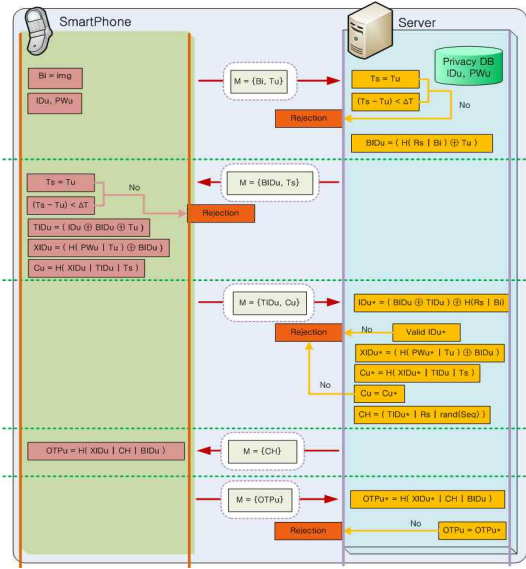 SmartPhone
Server
Privacy DB
IDu, PWu
Bi = img
IDu, PWu
M = {Bi, Tu}
Ts = Tu
(Ts - Tu) < ΔT
No
Rejection
BIDu = ( H( Rs | Bi ) ⊕ Tu )
M = {BIDu, Ts}
Ts = Tu
No
(Ts - Tu) < ΔT
Rejection
TIDu = ( IDu ⊕ BIDu ⊕ Tu )
XIDu = ( H( PWu | Tu ) ⊕ BIDu )
Cu = H( XIDu | TIDu | Ts )
M = {TIDu, Cu}
IDu* = ( BIDu ⊕ TIDu ) ⊕ H(Rs | Bi)
Rejection
No
Valid IDu*
XIDu* = ( H( PWu* | Tu ) ⊕ BIDu )
Cu* = H( XIDu* | TIDu | Ts )
No
Cu = Cu*
CH = ( TIDu* | Rs | rand(Seq) )
OTPu = H( XIDu | CH | BIDu )
M = {CH}
M = {OTPu}
OTPu* = H( XIDu* | CH | BIDu )
Rejection
No
OTPu = OTPu*